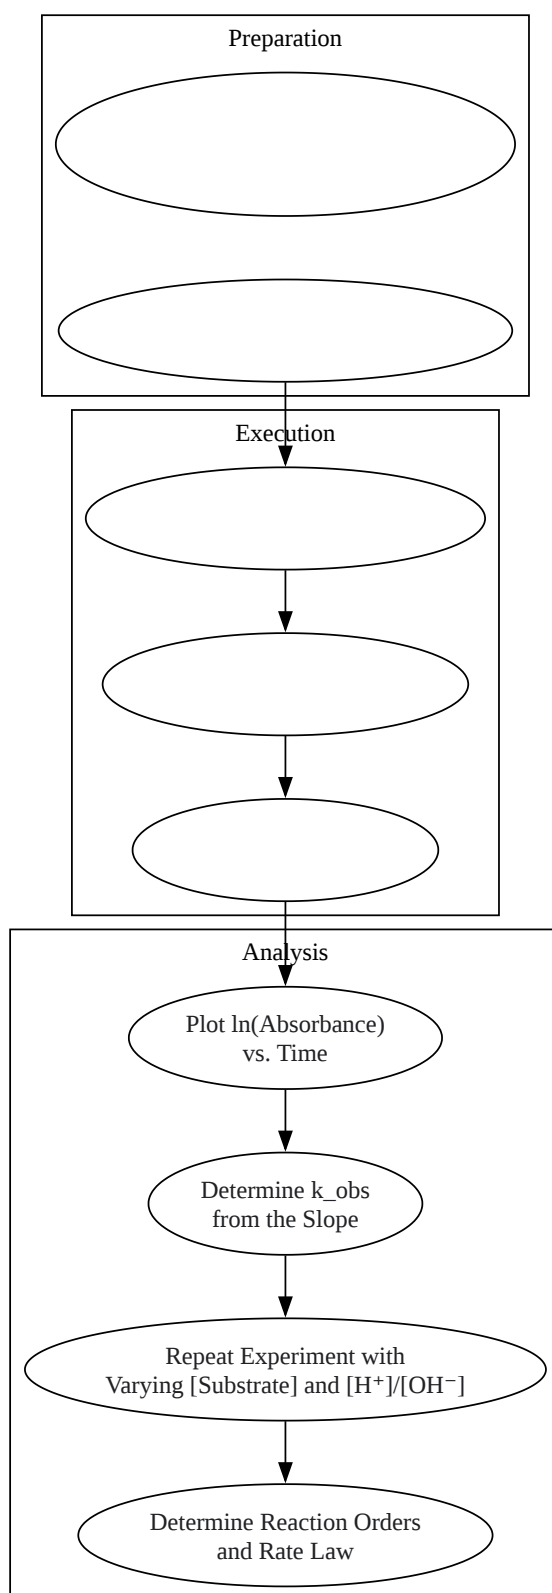 Preparation
Execution
Analysis
Plot ln(Absorbance)
vs. Time
Determine k_obs
from the Slope
Repeat Experiment with
Varying [Substrate] and [H⁺]/[OH⁻]
Determine Reaction Orders
and Rate Law